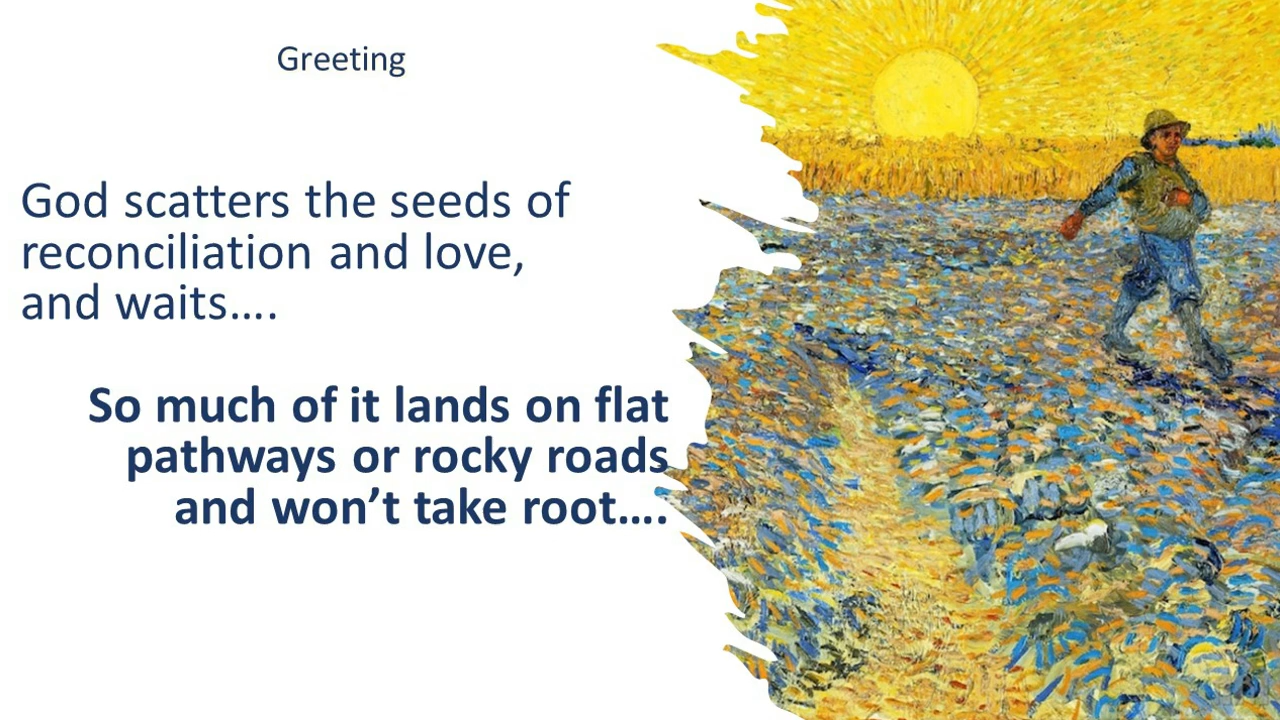 Greeting
God scatters the seeds of
reconciliation and love,
and waits….
So much of it lands on flat
pathways or rocky roads
and won’t take root….